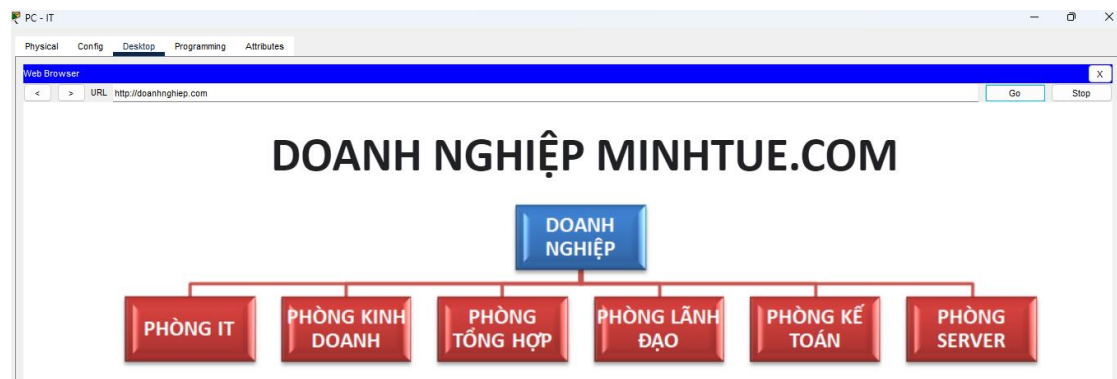 PC - IT
Physical Config Desktop Programming Attributes
Web Browser X
< > URL http://doanhnghiep.com Go Stop
DOANH NGHIỆP MINHTUE.COM
DOANH
NGHIỆP
PHÒNG IT
PHÒNG KINH
DOANH
PHÒNG
TỔNG HỢP
PHÒNG LÃNH
ĐẠO
PHÒNG KẾ
TOÁN
PHÒNG
SERVER